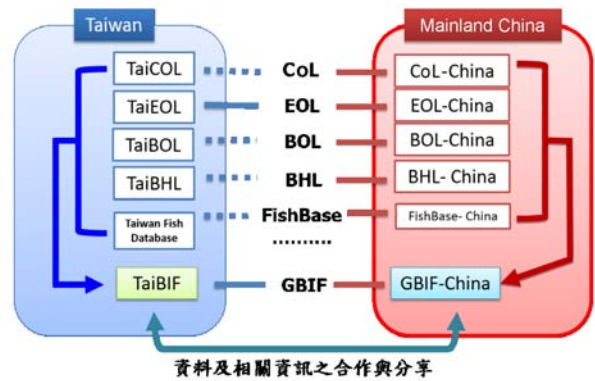 Taiwan
Mainland China
TaiCOL
CoL
CoL-China
TaiEOL
EOL
EOL-China
TaiBOL
BOL
BOL-China
TaiBHL
BHL
BHL- China
Taiwan Fish
Database
FishBase
FishBase- China
..........
TaiBIF
GBIF
GBIF-China
資料及相關資訊之合作與分享